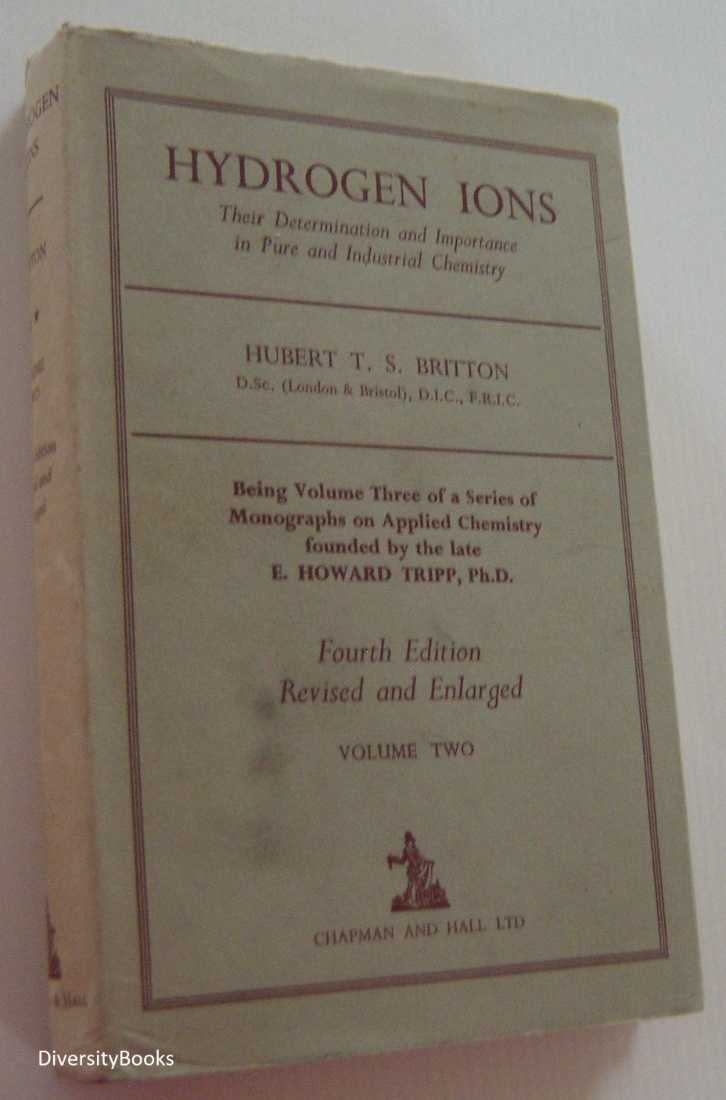 HYDROGEN IONS
Their Determination and Importance
in Pure and Industrial Chemistry
HUBERT T. S. BRITTON
D.Sc. (London & Bristol), D.I.C., F.R.I.C.
Being Volume Three of a Series of
Monographs on Applied Chemistry
founded by the late
E. HOWARD TRIPP, Ph.D.
Fourth Edition
Revised and Enlarged
VOLUME TWO
CHAPMAN AND HALL LTD
DiversityBooks